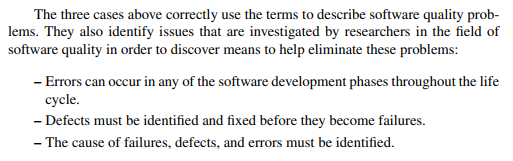 The three cases above correctly use the terms to describe software quality prob-
lems. They also identify issues that are investigated by researchers in the field of
software quality in order to discover means to help eliminate these problems:
– Errors can occur in any of the software development phases throughout the life
cycle.
– Defects must be identified and fixed before they become failures.
– The cause of failures, defects, and errors must be identified.